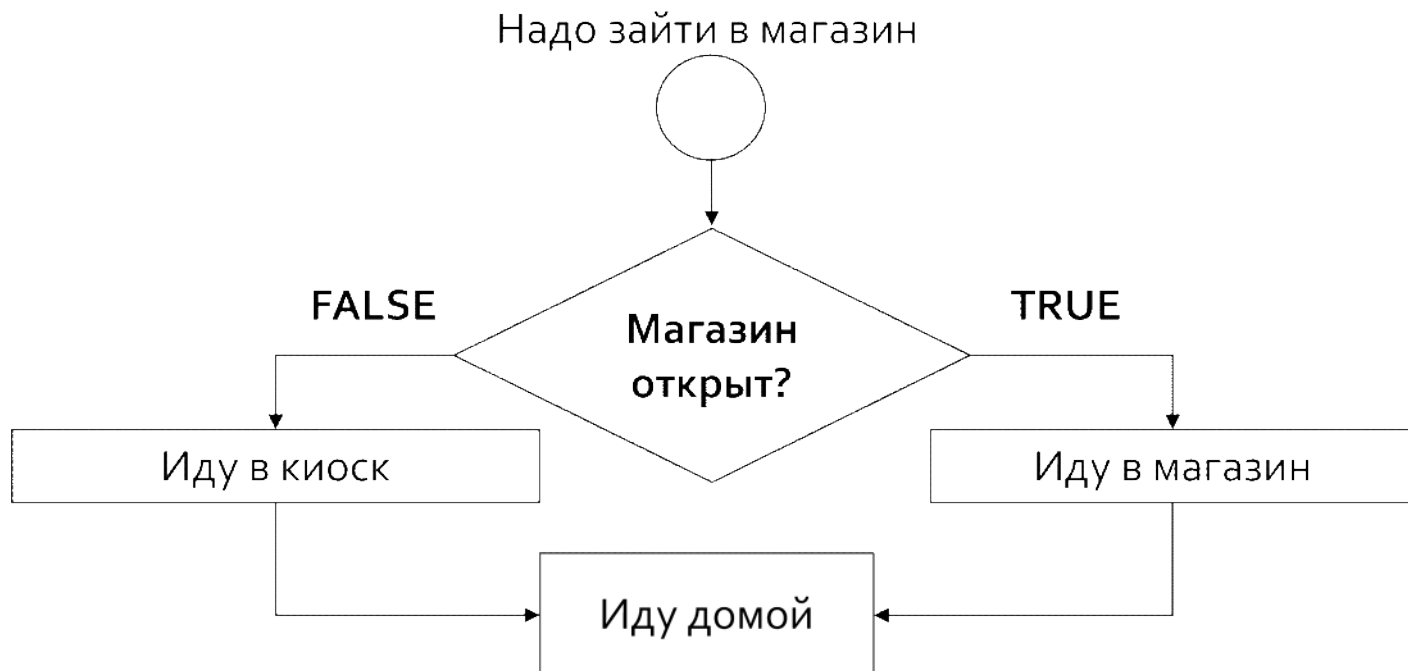 Надо зайти в магазин
FALSE
TRUE
Магазин
открыт?
Иду в киоск
Иду в магазин
Иду домой